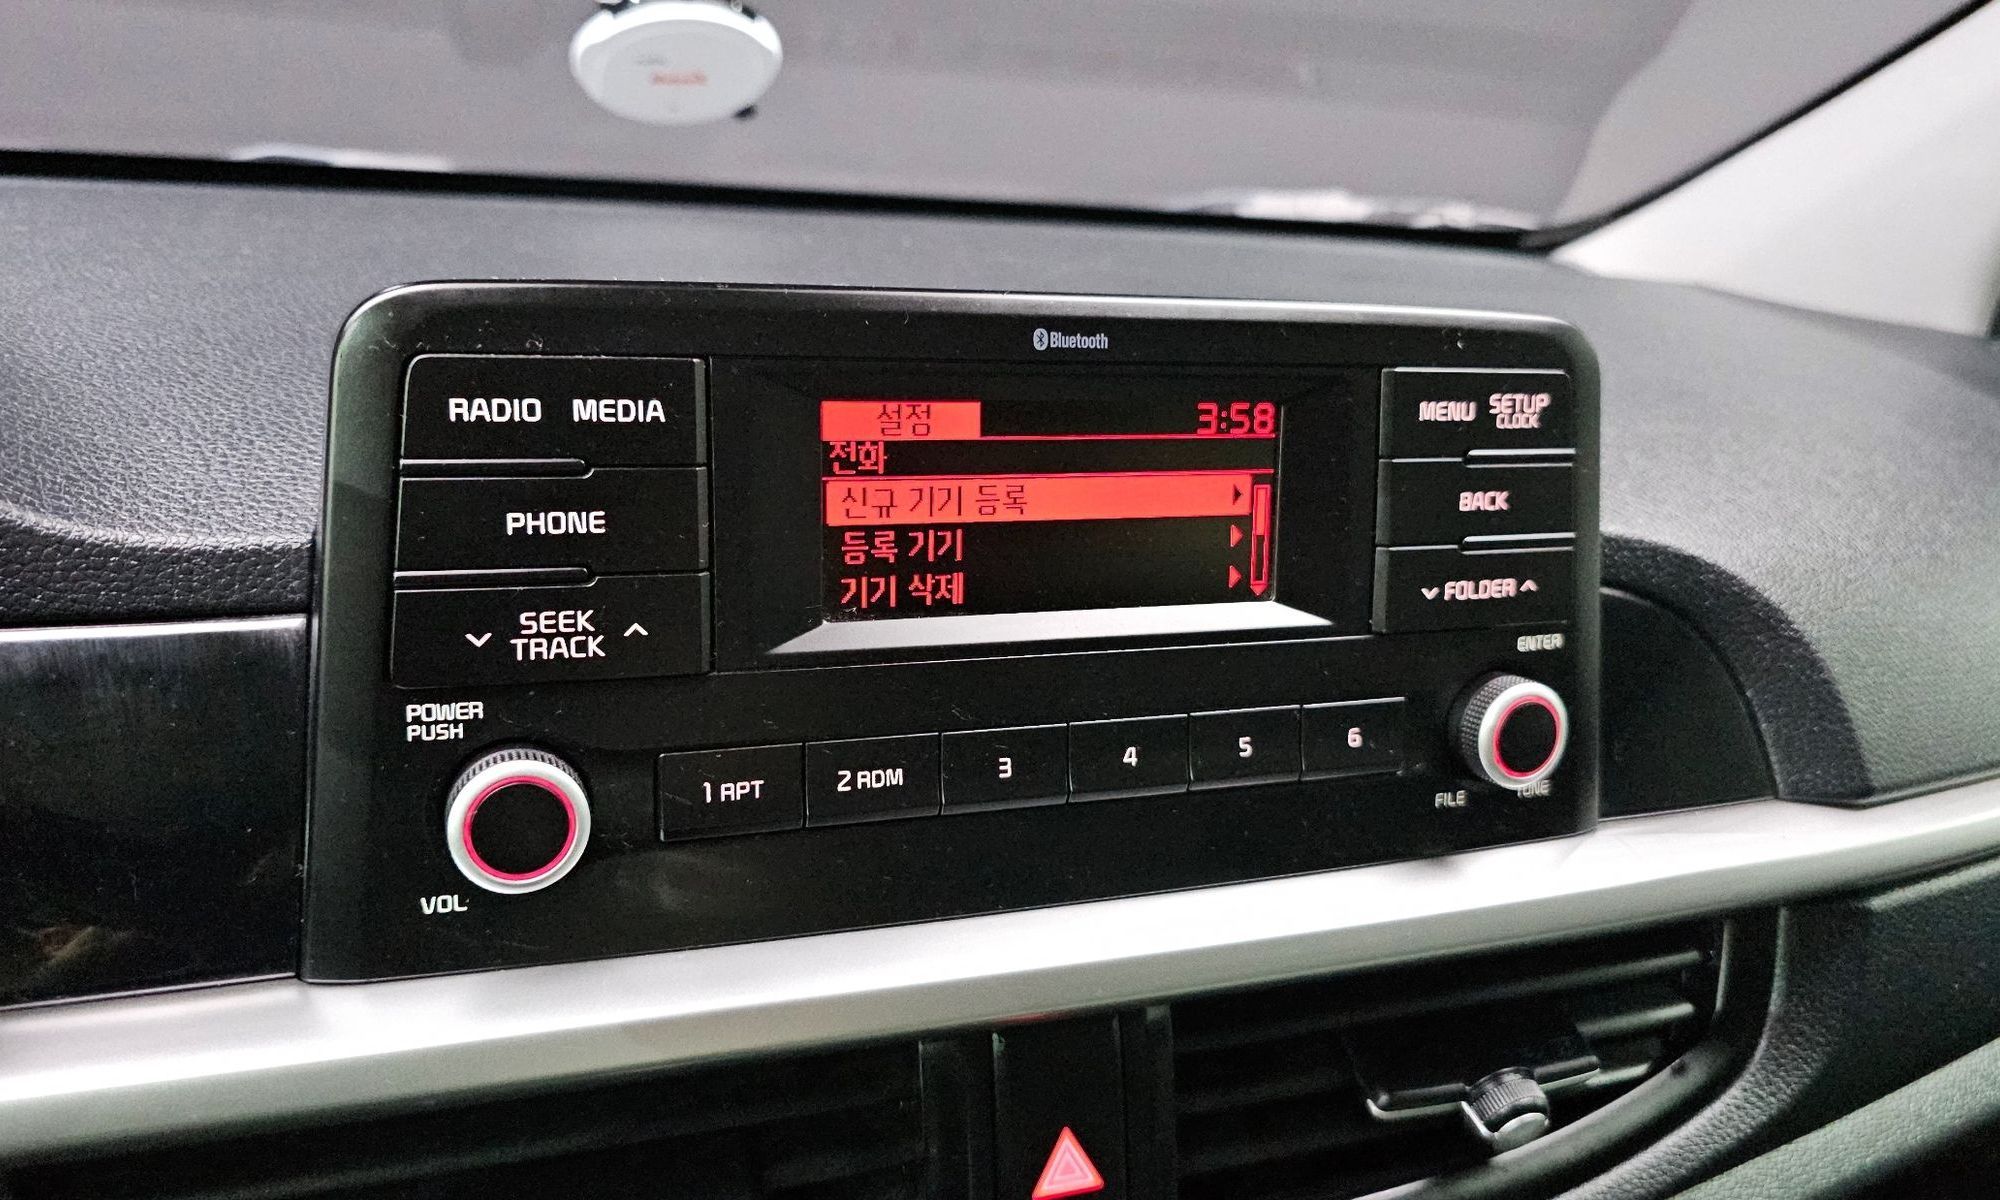 Bluetooth
RADIO MEDIA
PHONE
SEEK
TRACK
POWER
PUSH
VOL
설정 3:58
전화
신규 기기 등록
등록 기기
기기 삭제
1 RPT
2 RDM
3
4
5
6
MENU SETUP
CLOCK
BACK
FOLDER
ENTER
FILE
TUNE